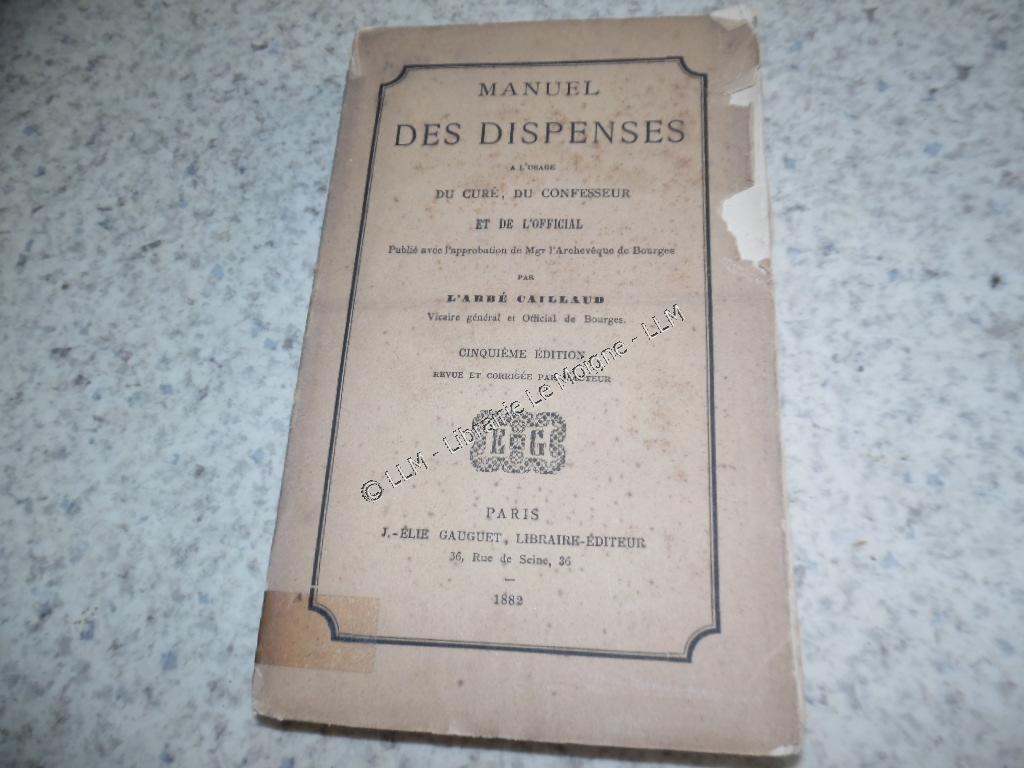 MANUEL
DES DISPENSES
A L'USAGE
DU CURÉ, DU CONFESSEUR
ET DE L'OFFICIAL
Publié avec l'approbation de Mgr l'Archevêque de Bourges
PAR
L'ABBÉ CAILLAUD
Vicaire général et Official de Bourges.
CINQUIÈME ÉDITION
REVUE ET CORRIGÉE PAR L'AUTEUR
© LLM - Librairie Le Moigne - LLM
E G
PARIS
J.-ÉLIE GAUGUET, LIBRAIRE-ÉDITEUR
36, Rue de Seine, 36
1882